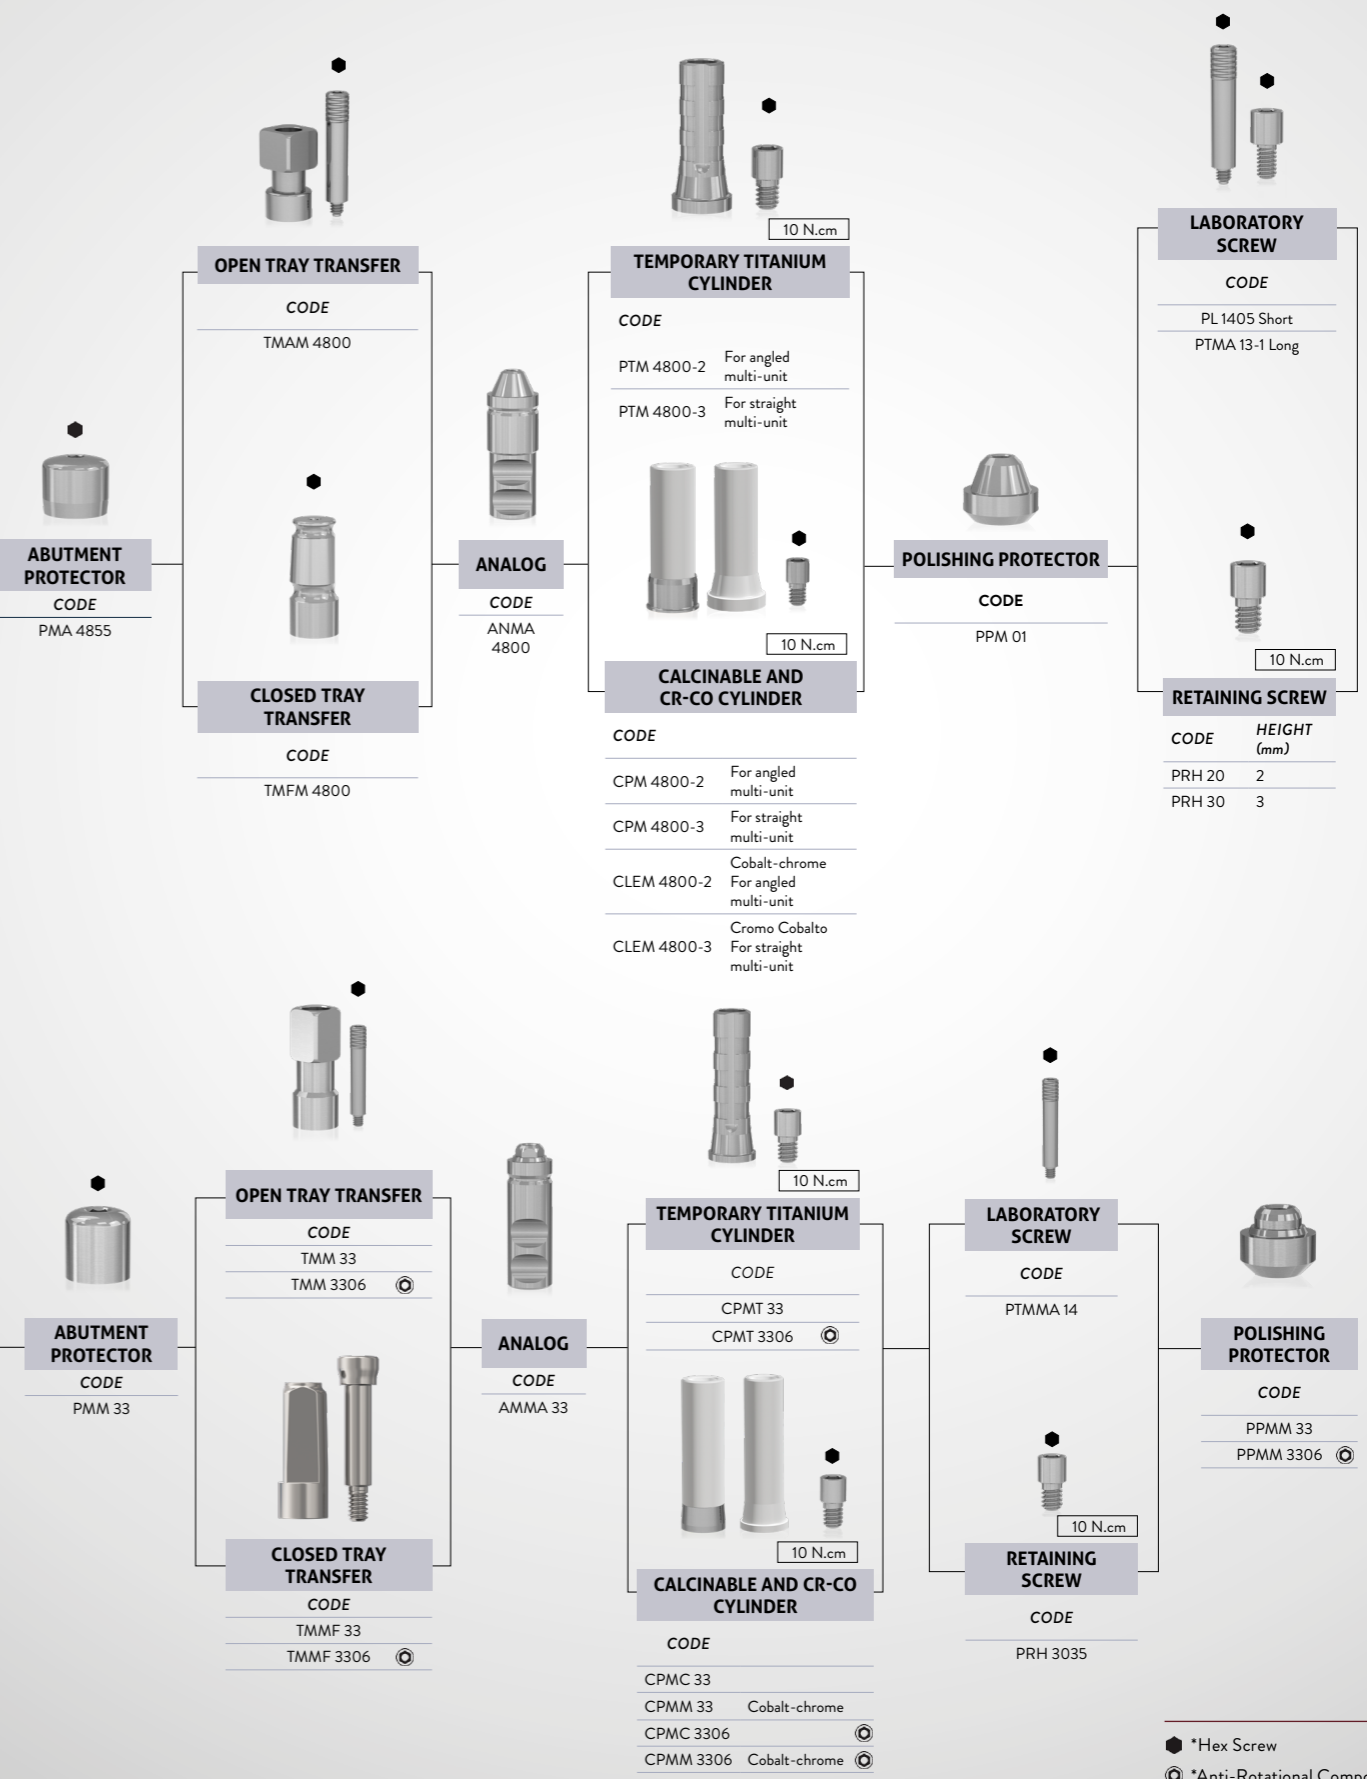 10 N.cm
LABORATORY
SCREW
CODE
PL 1405 Short
PTMA 13-1 Long
OPEN TRAY TRANSFER
CODE
TMAM 4800
TEMPORARY TITANIUM
CYLINDER
CODE
PTM 4800-2 For angled
multi-unit
PTM 4800-3 For straight
multi-unit
ABUTMENT
PROTECTOR
CODE
PMA 4855
ANALOG
CODE
ANMA
4800
POLISHING PROTECTOR
CODE
PPM 01
10 N.cm
10 N.cm
CLOSED TRAY
TRANSFER
CODE
TMFM 4800
CALCINABLE AND
CR-CO CYLINDER
CODE
CPM 4800-2 For angled
multi-unit
CPM 4800-3 For straight
multi-unit
Cobalt-chrome
CLEM 4800-2 For angled
multi-unit
Cromo Cobalto
CLEM 4800-3 For straight
multi-unit
RETAINING SCREW
CODE HEIGHT
(mm)
PRH 20 2
PRH 30 3
10 N.cm
OPEN TRAY TRANSFER
CODE
TMM 33
TMM 3306
TEMPORARY TITANIUM
CYLINDER
CODE
CPMT 33
CPMT 3306
LABORATORY
SCREW
CODE
PTMMA 14
ABUTMENT
PROTECTOR
CODE
PMM 33
ANALOG
CODE
AMMA 33
POLISHING
PROTECTOR
CODE
PPMM 33
PPMM 3306
10 N.cm
10 N.cm
CLOSED TRAY
TRANSFER
CODE
TMMF 33
TMMF 3306
CALCINABLE AND CR-CO
CYLINDER
CODE
CPMC 33
CPMM 33 Cobalt-chrome
CPMC 3306
CPMM 3306 Cobalt-chrome
RETAINING
SCREW
CODE
PRH 3035
*Hex Screw
*Anti-Rotational